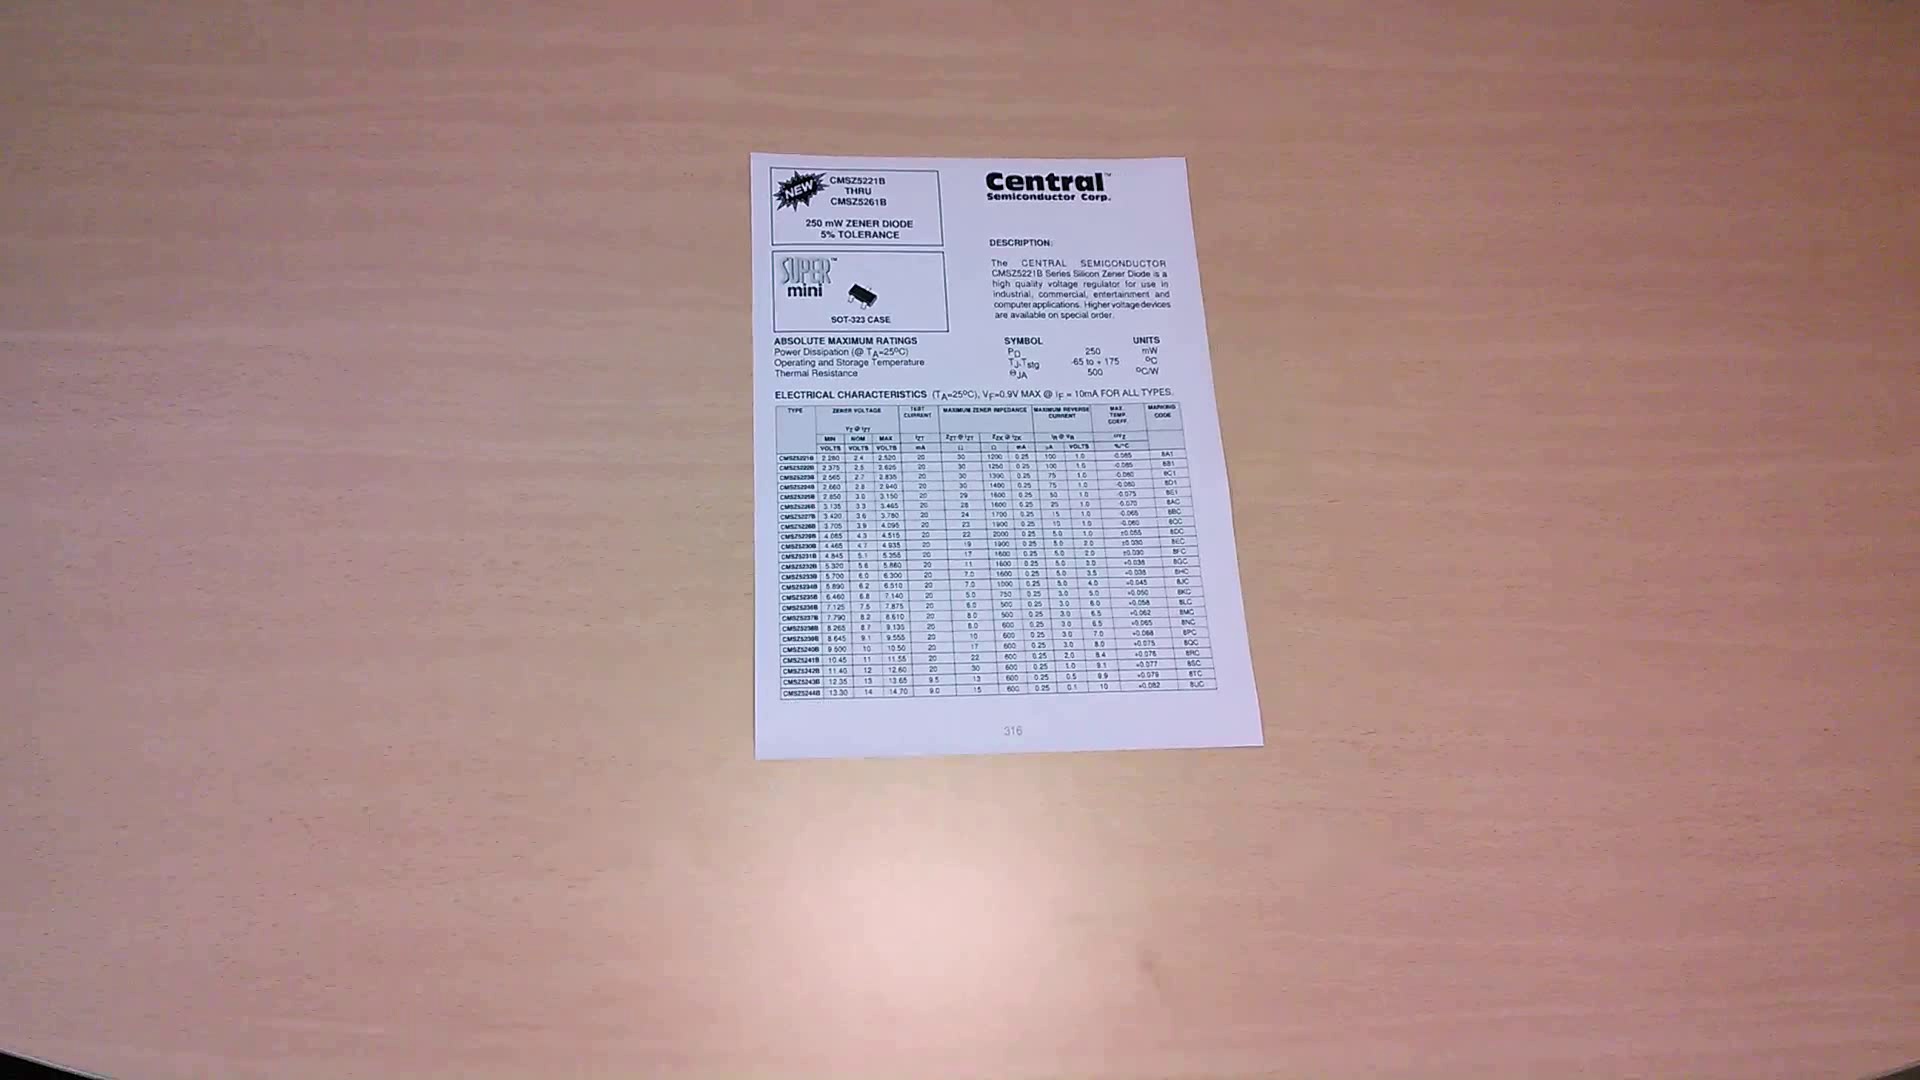 NEW
CMSZ5221B
THRU
CMSZ5261B
250 mW ZENER DIODE
5% TOLERANCE
SUPER™
mini
SOT-323 CASE
Central™
Semiconductor Corp.
DESCRIPTION:
The CENTRAL SEMICONDUCTOR
CMSZ5221B Series Silicon Zener Diode is a
high quality voltage regulator for use in
industrial, commercial, entertainment and
computer applications. Higher voltage devices
are available on special order.
ABSOLUTE MAXIMUM RATINGS SYMBOL UNITS
Power Dissipation (@ TA=25ºC) PD 250 mW
Operating and Storage Temperature TJ,Tstg -65 to + 175 ºC
Thermal Resistance ΘJA 500 ºC/W
ELECTRICAL CHARACTERISTICS (TA=25ºC), VF=0.9V MAX @ IF = 10mA FOR ALL TYPES.
TYPE ZENER VOLTAGE TEST CURRENT MAXIMUM ZENER IMPEDANCE MAXIMUM REVERSE CURRENT MAX. TEMP COEFF. MARKING CODE
VZ @ IZT
MIN NOM MAX IZT ZZT @ IZT ZZK @ IZK IR @ VR
VOLTS VOLTS VOLTS mA Ω Ω mA µA VOLTS %/ºC
CMSZ5221B 2.280 2.4 2.520 20 30 1200 0.25 100 1.0 -0.085 8A1
CMSZ5222B 2.375 2.5 2.625 20 30 1250 0.25 100 1.0 -0.085 8B1
CMSZ5223B 2.565 2.7 2.835 20 30 1300 0.25 75 1.0 -0.080 8C1
CMSZ5224B 2.660 2.8 2.940 20 30 1400 0.25 75 1.0 -0.080 8D1
CMSZ5225B 2.850 3.0 3.150 20 29 1600 0.25 50 1.0 -0.075 8E1
CMSZ5226B 3.135 3.3 3.465 20 28 1600 0.25 25 1.0 -0.070 8AC
CMSZ5227B 3.420 3.6 3.780 20 24 1700 0.25 15 1.0 -0.065 8BC
CMSZ5228B 3.705 3.9 4.095 20 23 1900 0.25 10 1.0 -0.060 8CC
CMSZ5229B 4.085 4.3 4.515 20 22 2000 0.25 5.0 1.0 ±0.055 8DC
CMSZ5230B 4.465 4.7 4.935 20 19 1900 0.25 5.0 2.0 ±0.030 8EC
CMSZ5231B 4.845 5.1 5.355 20 17 1600 0.25 5.0 2.0 ±0.030 8FC
CMSZ5232B 5.320 5.6 5.880 20 11 1600 0.25 5.0 3.0 +0.038 8GC
CMSZ5233B 5.700 6.0 6.300 20 7.0 1600 0.25 5.0 3.5 +0.038 8HC
CMSZ5234B 5.890 6.2 6.510 20 7.0 1000 0.25 5.0 4.0 +0.045 8JC
CMSZ5235B 6.460 6.8 7.140 20 5.0 750 0.25 3.0 5.0 +0.050 8KC
CMSZ5236B 7.125 7.5 7.875 20 6.0 500 0.25 3.0 6.0 +0.058 8LC
CMSZ5237B 7.790 8.2 8.610 20 8.0 500 0.25 3.0 6.5 +0.062 8MC
CMSZ5238B 8.265 8.7 9.135 20 8.0 600 0.25 3.0 6.5 +0.065 8NC
CMSZ5239B 8.645 9.1 9.555 20 10 600 0.25 3.0 7.0 +0.068 8PC
CMSZ5240B 9.500 10 10.50 20 17 600 0.25 3.0 8.0 +0.075 8QC
CMSZ5241B 10.45 11 11.55 20 22 600 0.25 2.0 8.4 +0.076 8RC
CMSZ5242B 11.40 12 12.60 20 30 600 0.25 1.0 9.1 +0.077 8SC
CMSZ5243B 12.35 13 13.65 9.5 13 600 0.25 0.5 9.9 +0.079 8TC
CMSZ5244B 13.30 14 14.70 9.0 15 600 0.25 0.1 10 +0.082 8UC
316